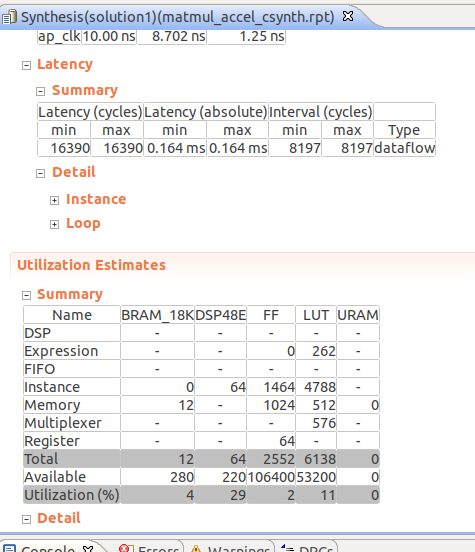 Synthesis(solution1)(matmul_accel_csynth.rpt)
ap_clk 10.00 ns 8.702 ns 1.25 ns
Latency
Summary
Latency (cycles) Latency (absolute) Interval (cycles)
min max min max min max Type
16390 16390 0.164 ms 0.164 ms 8197 8197 dataflow
Detail
Instance
Loop
Utilization Estimates
Summary
Name BRAM_18K DSP48E FF LUT URAM
DSP - - - - -
Expression - - 0 262 -
FIFO - - - - -
Instance 0 64 1464 4788 -
Memory 12 - 1024 512 0
Multiplexer - - - 576 -
Register - - 64 - -
Total 12 64 2552 6138 0
Available 280 220 106400 53200 0
Utilization (%) 4 29 2 11 0
Detail
Console Errors Warnings DRCs